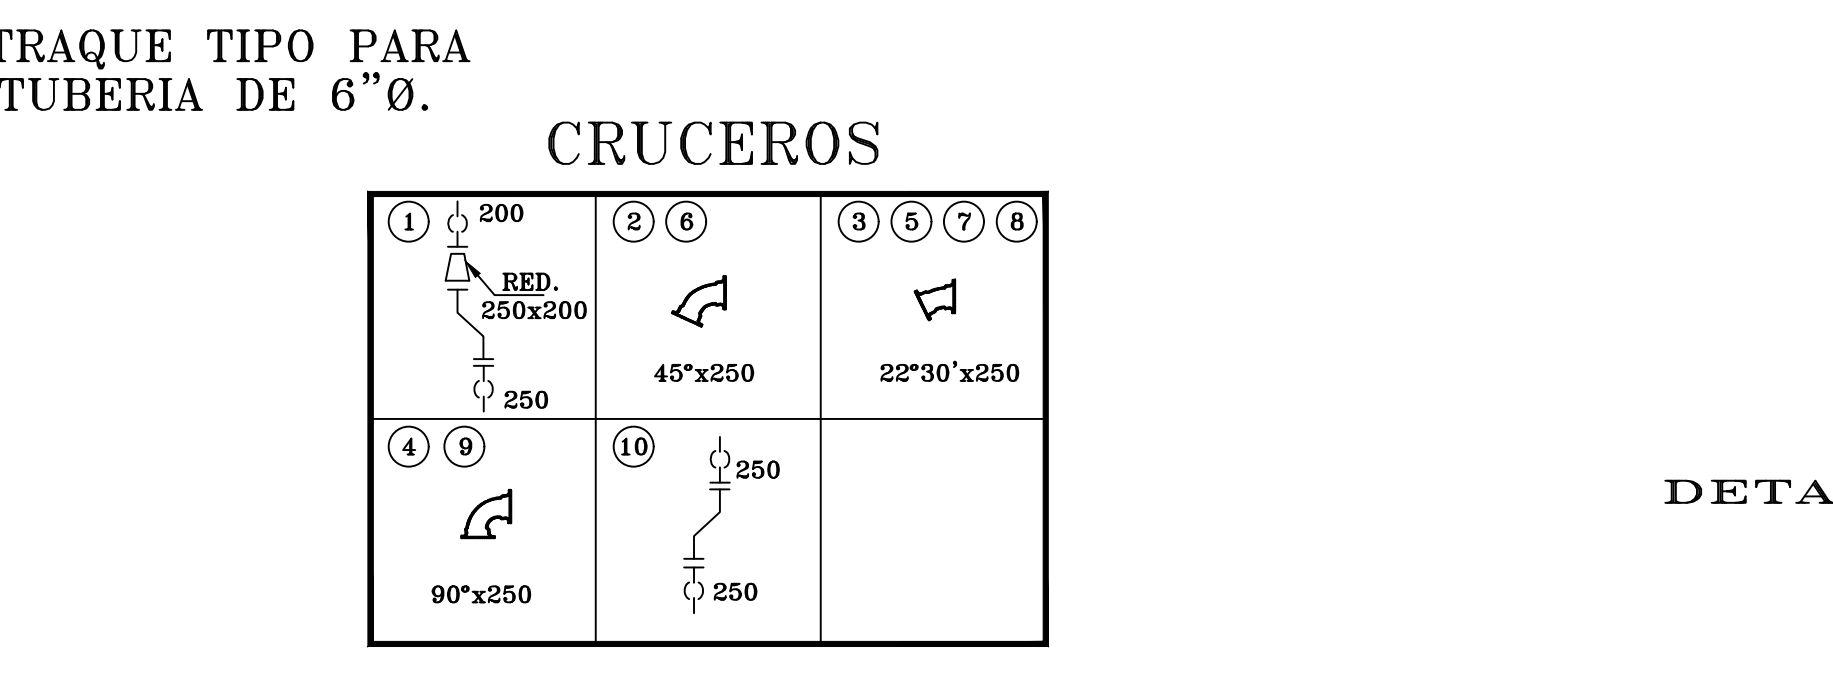 TRAQUE TIPO PARA
TUBERIA DE 6"Ø.
CRUCEROS
1
200
RED.
250x200
250
2 6
45°x250
3 5 7 8
22°30'x250
4 9
90°x250
10
250
250
DETA